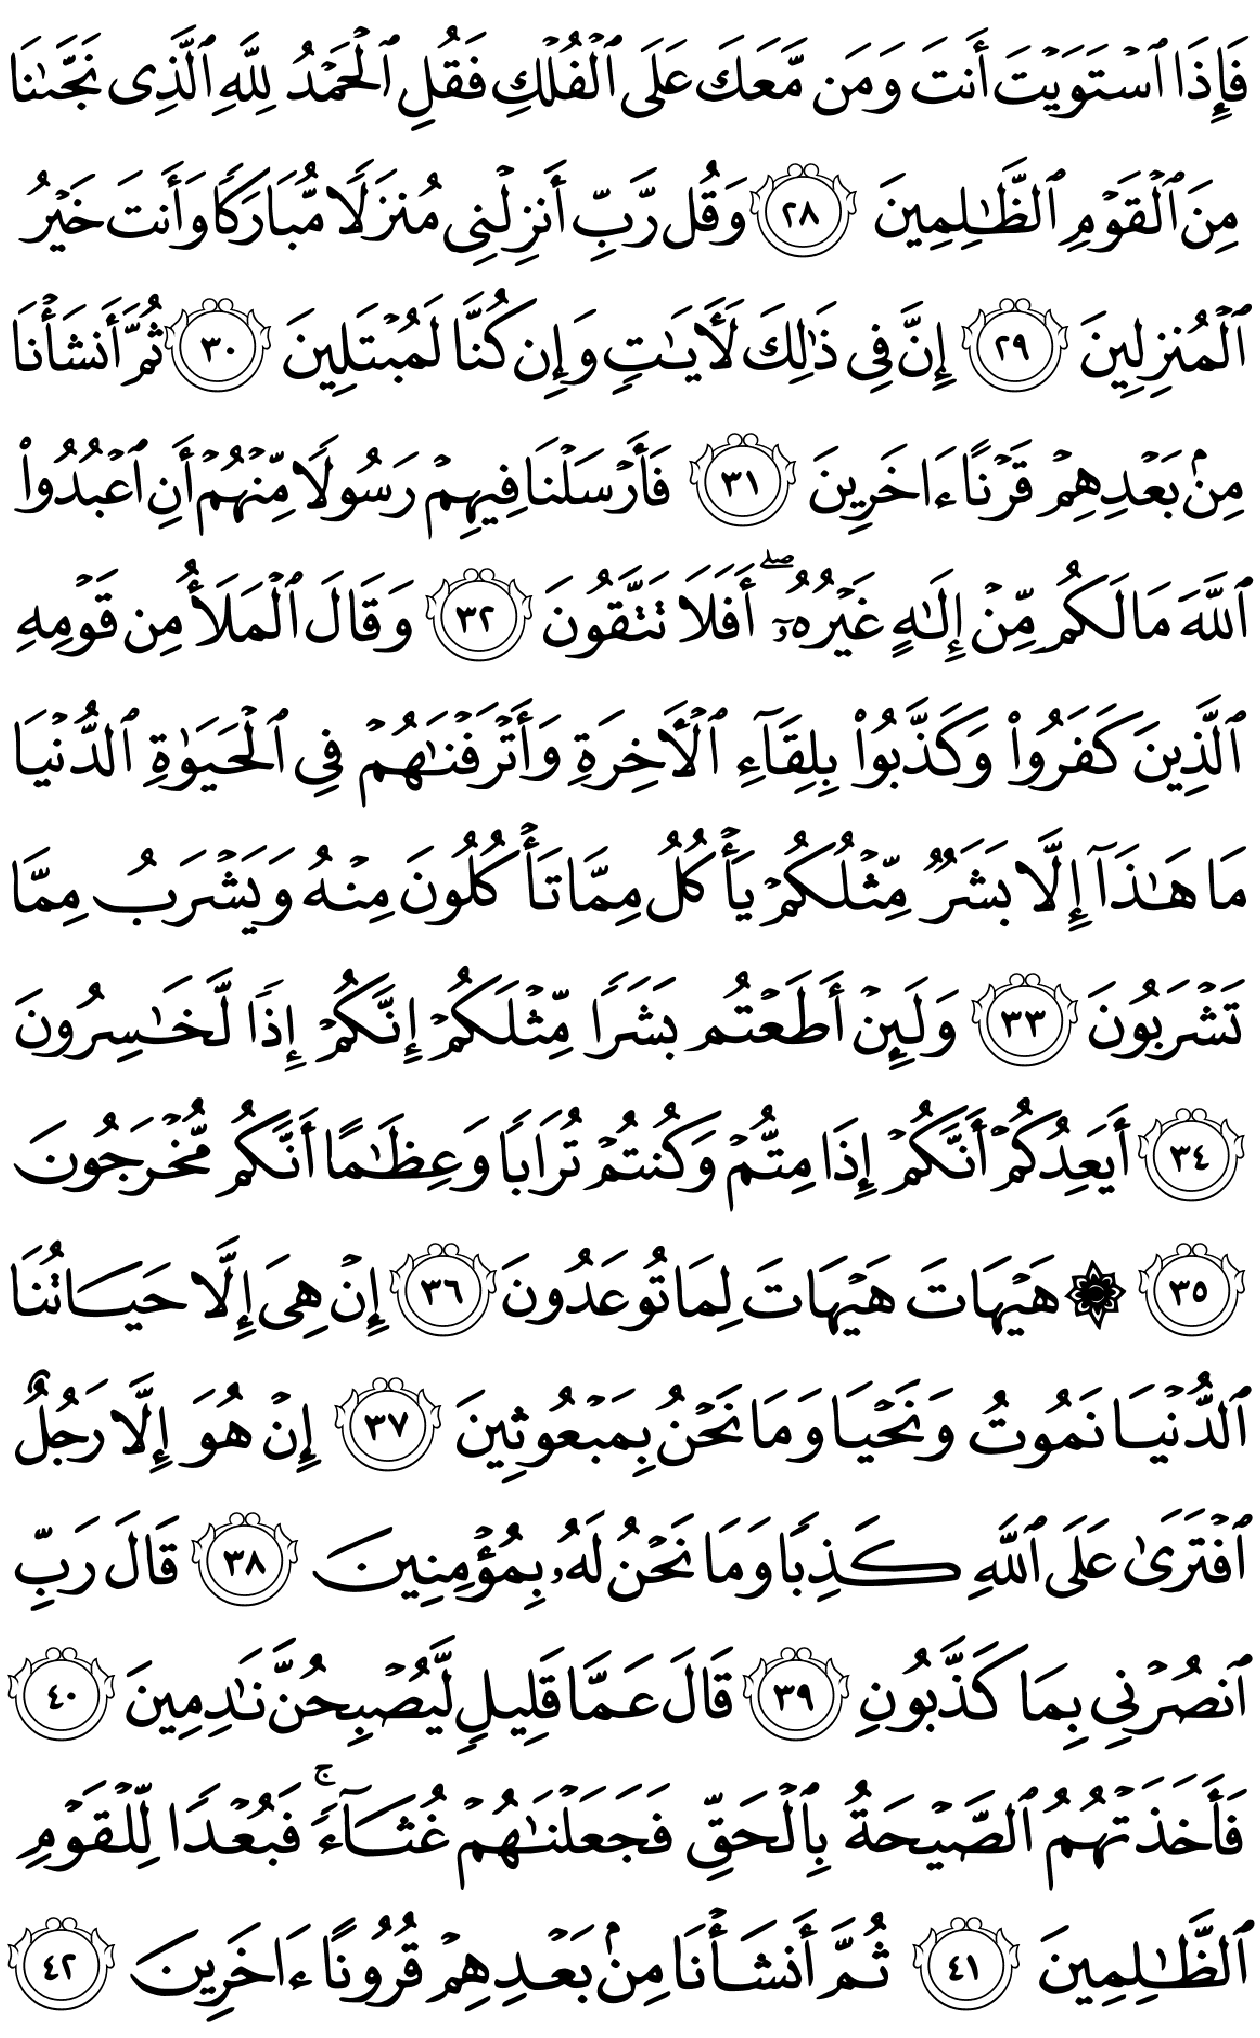 فَإِذَا ٱسْتَوَيْتَ أَنتَ وَمَن مَّعَكَ عَلَى ٱلْفُلْكِ فَقُلِ ٱلْحَمْدُ لِلَّهِ ٱلَّذِى نَجَّىٰنَا
مِنَ ٱلْقَوْمِ ٱلظَّـٰلِمِينَ ٢٨ وَقُل رَّبِّ أَنزِلْنِى مُنزَلًا مُّبَارَكًا وَأَنتَ خَيْرُ
ٱلْمُنزِلِينَ ٢٩ إِنَّ فِى ذَٰلِكَ لَـَٔايَـٰتٍ وَإِن كُنَّا لَمُبْتَلِينَ ٣٠ ثُمَّ أَنشَأْنَا
مِنۢ بَعْدِهِمْ قَرْنًا ءَاخَرِينَ ٣١ فَأَرْسَلْنَا فِيهِمْ رَسُولًا مِّنْهُمْ أَنِ ٱعْبُدُوا۟
ٱللَّهَ مَا لَكُم مِّنْ إِلَـٰهٍ غَيْرُهُۥٓ ۖ أَفَلَا تَتَّقُونَ ٣٢ وَقَالَ ٱلْمَلَأُ مِن قَوْمِهِ
ٱلَّذِينَ كَفَرُوا۟ وَكَذَّبُوا۟ بِلِقَآءِ ٱلْـَٔاخِرَةِ وَأَتْرَفْنَـٰهُمْ فِى ٱلْحَيَوٰةِ ٱلدُّنْيَا
مَا هَـٰذَآ إِلَّا بَشَرٌ مِّثْلُكُمْ يَأْكُلُ مِمَّا تَأْكُلُونَ مِنْهُ وَيَشْرَبُ مِمَّا
تَشْرَبُونَ ٣٣ وَلَئِنْ أَطَعْتُم بَشَرًا مِّثْلَكُمْ إِنَّكُمْ إِذًا لَّخَـٰسِرُونَ
٣٤ أَيَعِدُكُمْ أَنَّكُمْ إِذَا مِتُّمْ وَكُنتُمْ تُرَابًا وَعِظَـٰمًا أَنَّكُم مُّخْرَجُونَ
٣٥ ۞ هَيْهَاتَ هَيْهَاتَ لِمَا تُوعَدُونَ ٣٦ إِنْ هِىَ إِلَّا حَيَاتُنَا
ٱلدُّنْيَا نَمُوتُ وَنَحْيَا وَمَا نَحْنُ بِمَبْعُوثِينَ ٣٧ إِنْ هُوَ إِلَّا رَجُلٌ
ٱفْتَرَىٰ عَلَى ٱللَّهِ كَذِبًا وَمَا نَحْنُ لَهُۥ بِمُؤْمِنِينَ ٣٨ قَالَ رَبِّ
ٱنصُرْنِى بِمَا كَذَّبُونِ ٣٩ قَالَ عَمَّا قَلِيلٍ لَّيُصْبِحُنَّ نَـٰدِمِينَ ٤٠
فَأَخَذَتْهُمُ ٱلصَّيْحَةُ بِٱلْحَقِّ فَجَعَلْنَـٰهُمْ غُثَآءً ۚ فَبُعْدًا لِّلْقَوْمِ
ٱلظَّـٰلِمِينَ ٤١ ثُمَّ أَنشَأْنَا مِنۢ بَعْدِهِمْ قُرُونًا ءَاخَرِينَ ٤٢